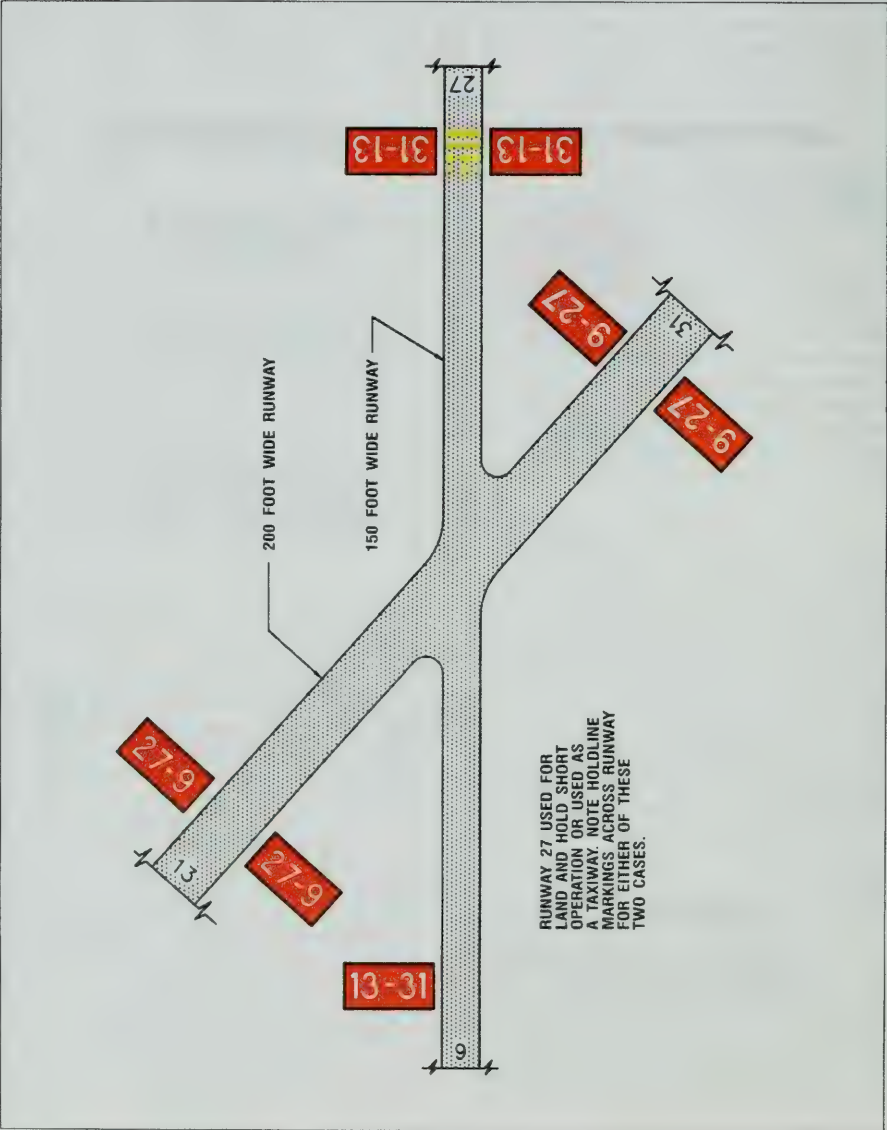 27
31-13
31-13
9-27
31
9-27
200 FOOT WIDE RUNWAY
150 FOOT WIDE RUNWAY
27-9
13
27-9
13-31
9
RUNWAY 27 USED FOR
LAND AND HOLD SHORT
OPERATION OR USED AS
A TAXIWAY. NOTE HOLDLINE
MARKINGS ACROSS RUNWAY
FOR EITHER OF THESE
TWO CASES.